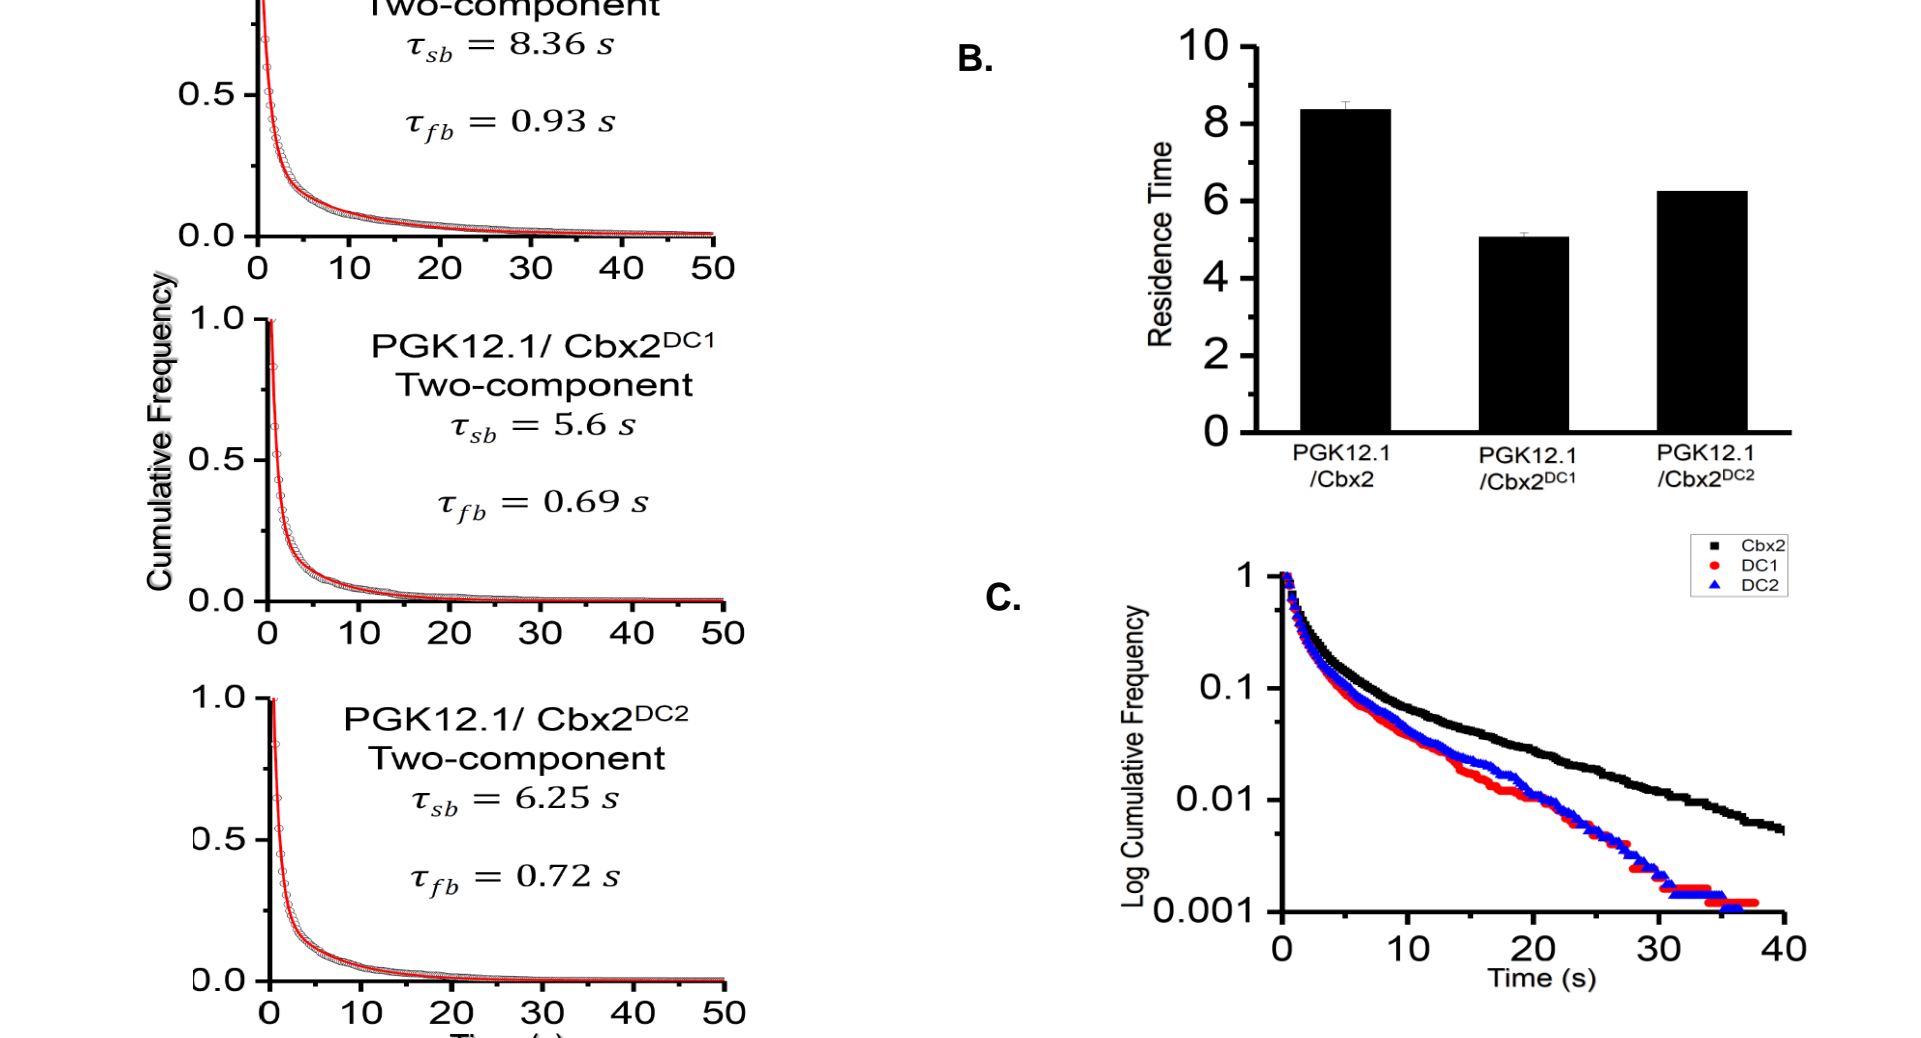 Two-component
τsb = 8.36 s
τfb = 0.93 s
0.5
0.0
0 10 20 30 40 50
Cumulative Frequency
1.0
PGK12.1/ Cbx2DC1
Two-component
τsb = 5.6 s
0.5
τfb = 0.69 s
0.0
0 10 20 30 40 50
1.0
PGK12.1/ Cbx2DC2
Two-component
τsb = 6.25 s
0.5
τfb = 0.72 s
0.0
0 10 20 30 40 50
B.
10
8
6
4
2
0
Residence Time
PGK12.1
/Cbx2
PGK12.1
/Cbx2DC1
PGK12.1
/Cbx2DC2
C.
Cbx2
DC1
DC2
1
0.1
0.01
0.001
Log Cumulative Frequency
0 10 20 30 40
Time (s)